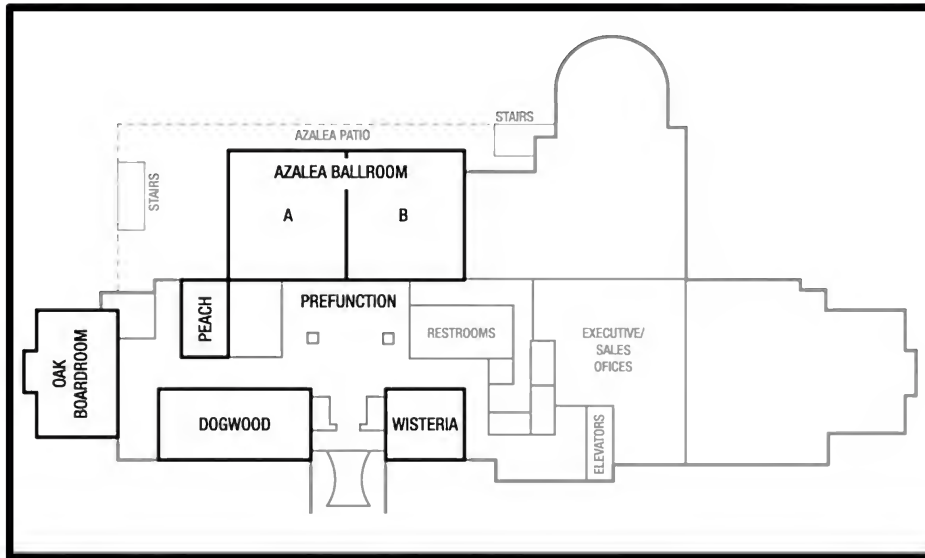 STAIRS
AZALEA PATIO
AZALEA BALLROOM
STAIRS
A
B
PEACH
PREFUNCTION
RESTROOMS
EXECUTIVE/
SALES
OFICES
OAK
BOARDROOM
DOGWOOD
WISTERIA
ELEVATORS